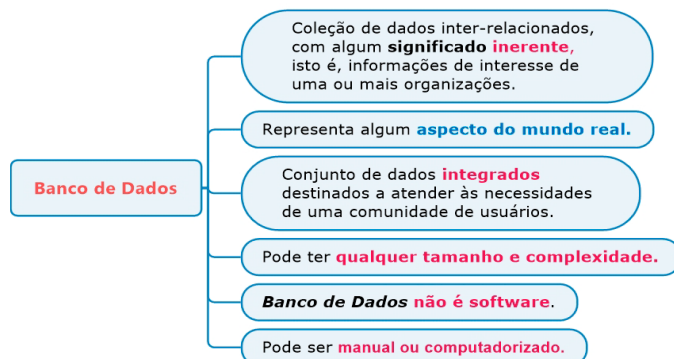 Coleção de dados inter-relacionados,
com algum significado inerente,
isto é, informações de interesse de
uma ou mais organizações.
Representa algum aspecto do mundo real.
Banco de Dados
Conjunto de dados integrados
destinados a atender às necessidades
de uma comunidade de usuários.
Pode ter qualquer tamanho e complexidade.
Banco de Dados não é software.
Pode ser manual ou computadorizado.